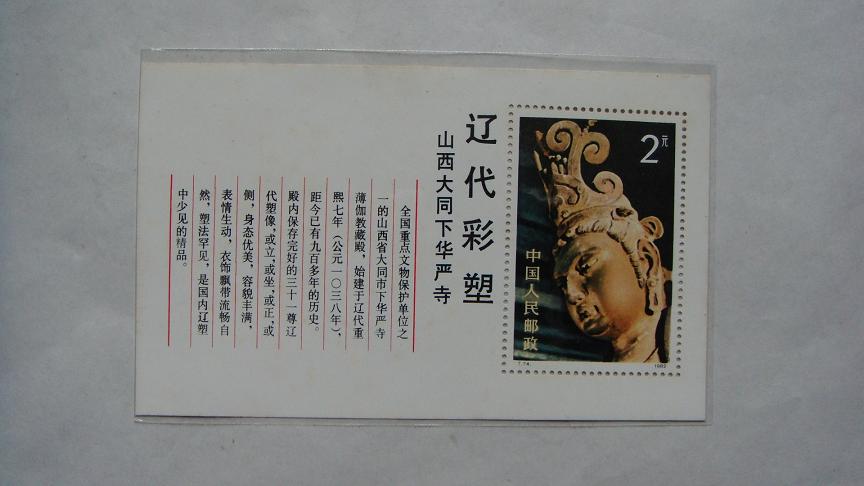 2元
中国人民邮政
T.74.
1982
辽代彩塑
山西大同下华严寺
全国重点文物保护单位之
一的山西省大同市下华严寺
薄伽教藏殿，始建于辽代重
熙七年（公元一〇三八年），
距今已有九百多年的历史。
殿内保存完好的三十一尊辽
代塑像，或立、或坐，或正、或
侧，身态优美，容貌丰满，
表情生动，衣饰飘带流畅自
然，塑法罕见，是国内辽塑
中少见的精品。